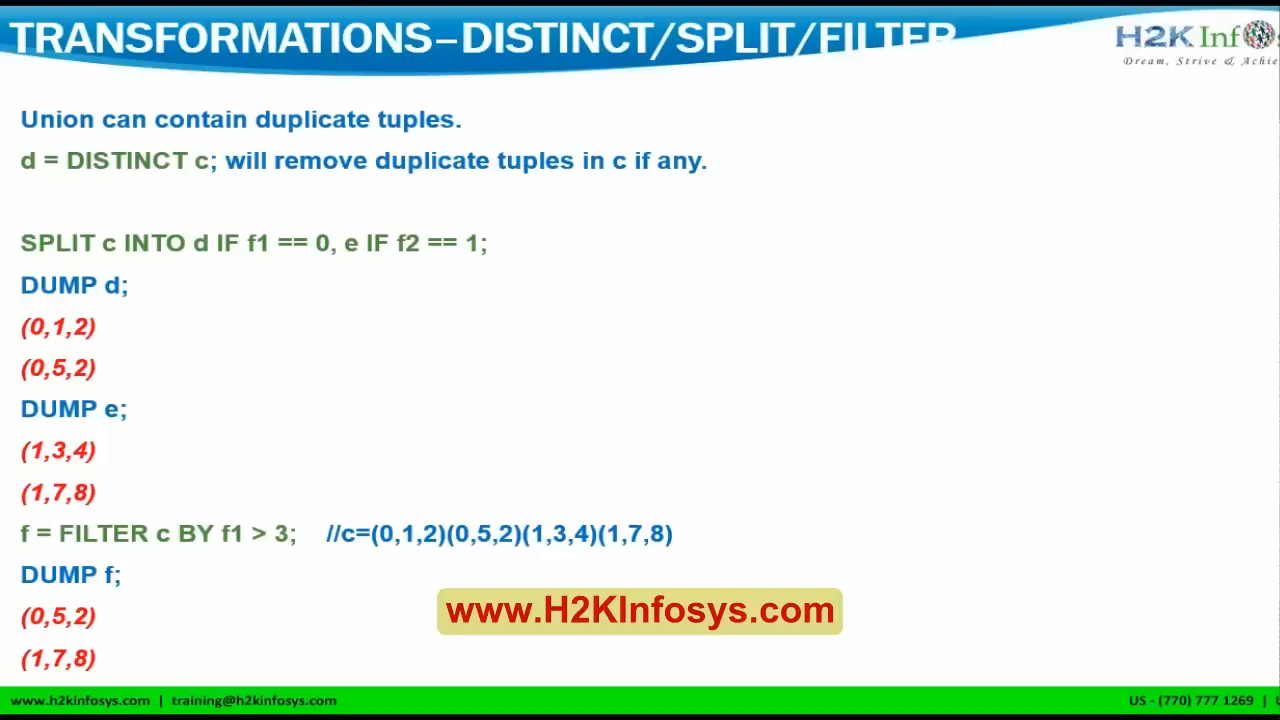 TRANSFORMATIONS–DISTINCT/SPLIT/FILTER
H2K Inf
Dream, Strive & Achie
Union can contain duplicate tuples.
d = DISTINCT c; will remove duplicate tuples in c if any.
SPLIT c INTO d IF f1 == 0, e IF f2 == 1;
DUMP d;
(0,1,2)
(0,5,2)
DUMP e;
(1,3,4)
(1,7,8)
f = FILTER c BY f1 > 3;    //c=(0,1,2)(0,5,2)(1,3,4)(1,7,8)
DUMP f;
www.H2KInfosys.com
(0,5,2)
(1,7,8)
www.h2kinfosys.com | training@h2kinfosys.com
US - (770) 777 1269 |